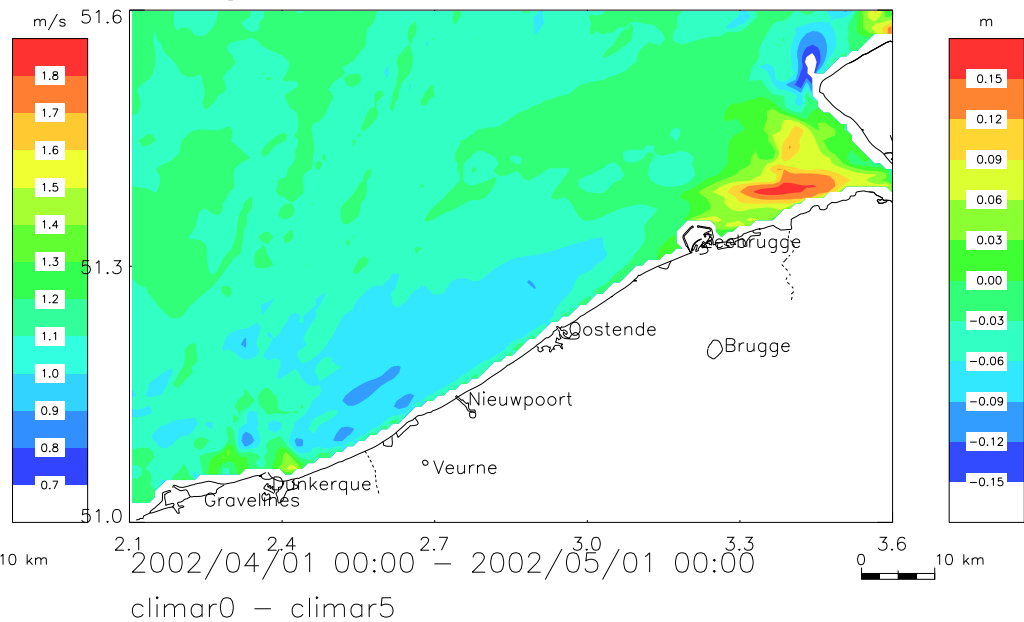 m/s
1.8
1.7
1.6
1.5
1.4
1.3
1.2
1.1
1.0
0.9
0.8
0.7
10 km
51.6
51.3
51.0
2.1 2.4 2.7 3.0 3.3 3.6
Zeebrugge
Oostende
Brugge
Nieuwpoort
Veurne
Dunkerque
Gravelines
m
0.15
0.12
0.09
0.06
0.03
0.00
-0.03
-0.06
-0.09
-0.12
-0.15
2002/04/01 00:00 - 2002/05/01 00:00
0 10 km
climar0 - climar5